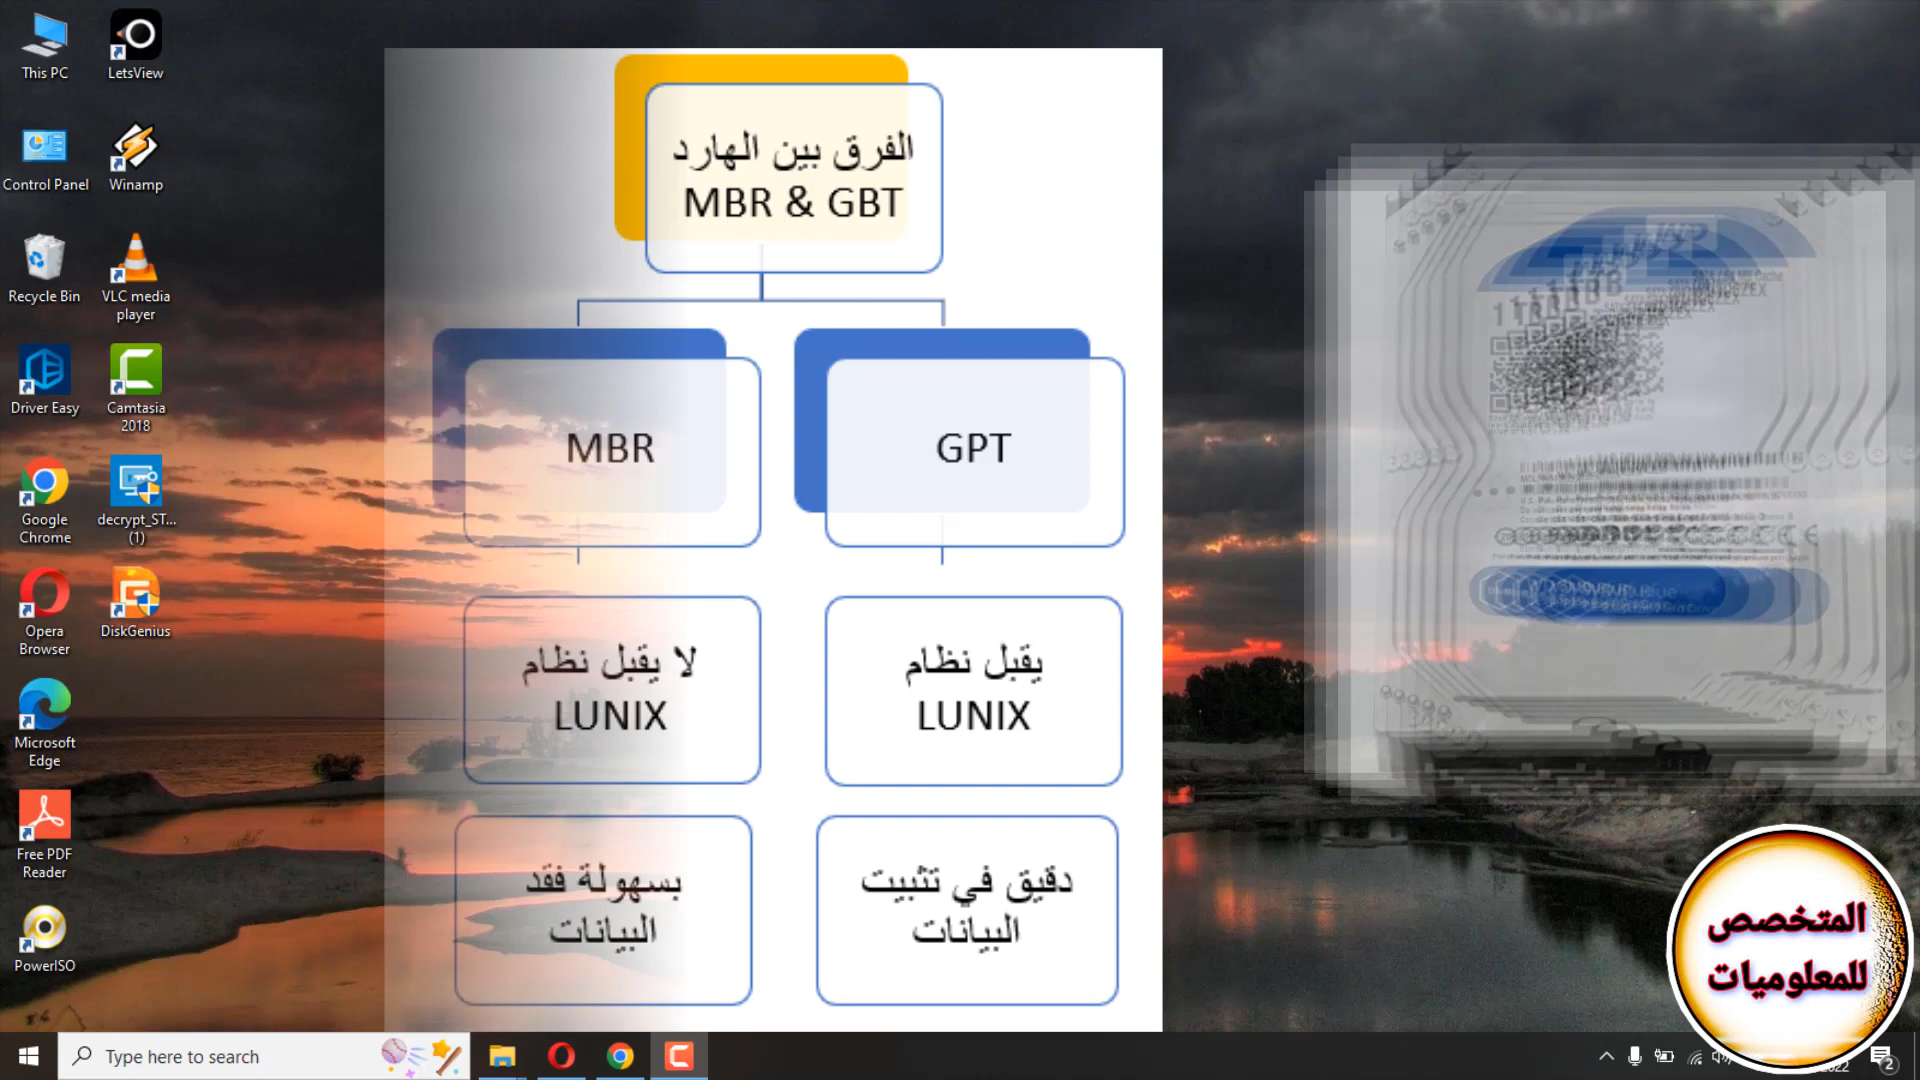 This PC
LetsView
Control Panel
Winamp
Recycle Bin
VLC media
player
Driver Easy
Camtasia
2018
Google
Chrome
decrypt_ST...
(1)
Opera
Browser
DiskGenius
Microsoft
Edge
Free PDF
Reader
PowerISO
الفرق بين الهارد
MBR & GBT
MBR
GPT
لا يقبل نظام
LUNIX
يقبل نظام
LUNIX
بسهولة فقد
البيانات
دقيق في تثبيت
البيانات
المتخصص
للمعلوميات
Type here to search
2